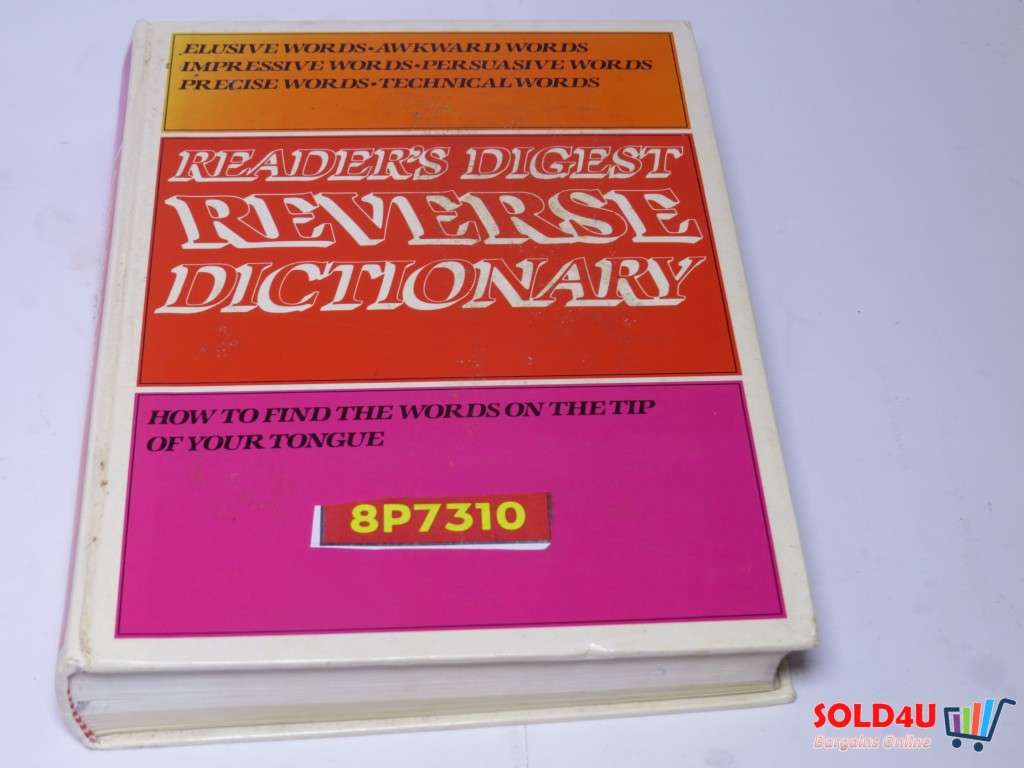 ELUSIVE WORDS•AWKWARD WORDS
IMPRESSIVE WORDS•PERSUASIVE WORDS
PRECISE WORDS•TECHNICAL WORDS
READER'S DIGEST
REVERSE
DICTIONARY
HOW TO FIND THE WORDS ON THE TIP
OF YOUR TONGUE
8P7310
SOLD4U
Bargains Online